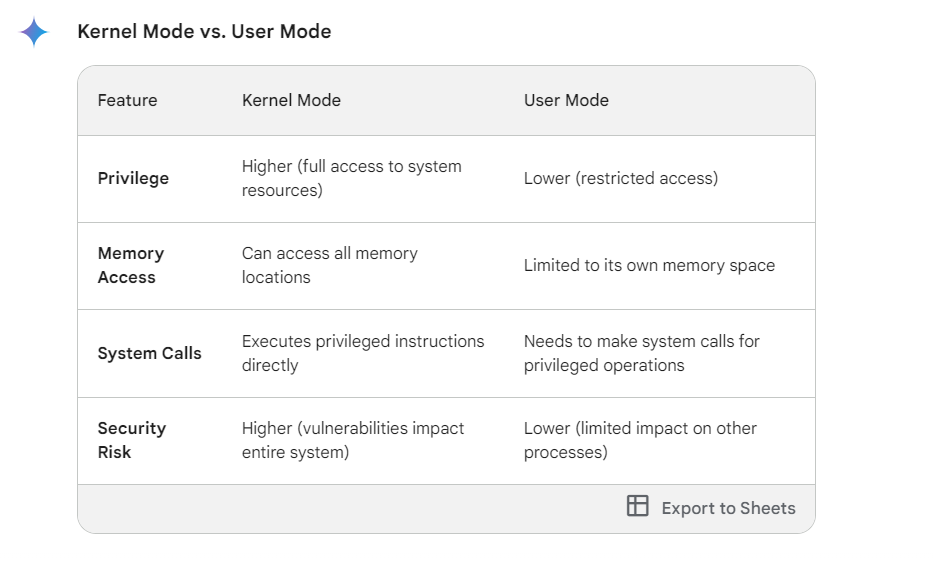 Kernel Mode vs. User Mode
Feature Kernel Mode User Mode
Privilege
Higher (full access to system
resources)
Lower (restricted access)
Memory
Access
Can access all memory
locations
Limited to its own memory space
System Calls
Executes privileged instructions
directly
Needs to make system calls for
privileged operations
Security
Risk
Higher (vulnerabilities impact
entire system)
Lower (limited impact on other
processes)
Export to Sheets